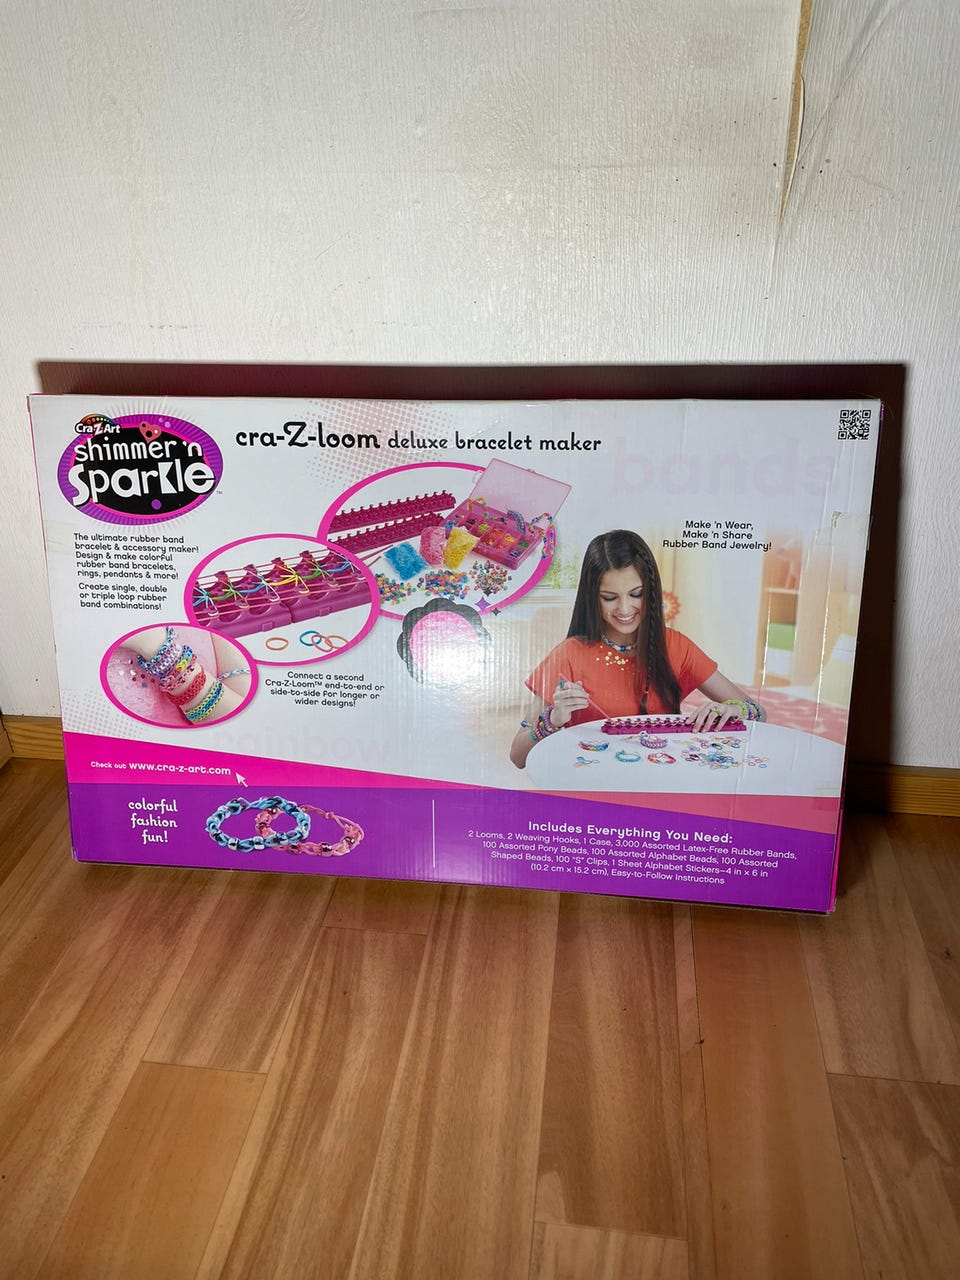 Cra-Z-Art
shimmer 'n
Sparkle™
cra-Z-loom™ deluxe bracelet maker
bands
The ultimate rubber band
bracelet & accessory maker!
Design & make colorful
rubber band bracelets,
rings, pendants & more!
Create single, double
or triple loop rubber
band combinations!
Make 'n Wear,
Make 'n Share
Rubber Band Jewelry!
Connect a second
Cra-Z-Loom™ end-to-end or
side-to-side for longer or
wider designs!
rainbow
Check out www.cra-z-art.com
colorful
fashion
fun!
Includes Everything You Need:
2 Looms, 2 Weaving Hooks, 1 Case, 3,000 Assorted Latex-Free Rubber Bands,
100 Assorted Pony Beads, 100 Assorted Alphabet Beads, 100 Assorted
Shaped Beads, 100 "S" Clips, 1 Sheet Alphabet Stickers–4 in x 6 in
(10.2 cm x 15.2 cm), Easy-to-Follow Instructions